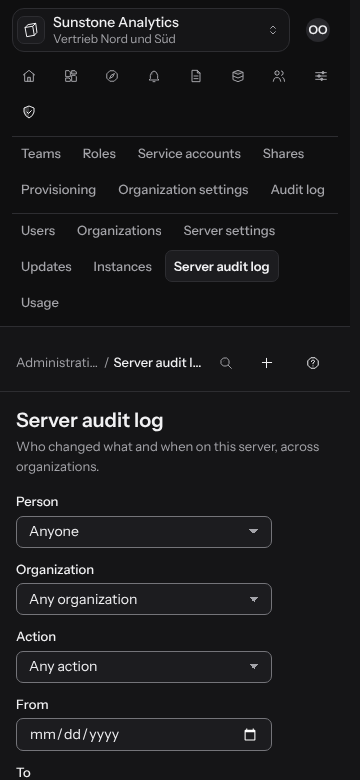 Sunstone Analytics
Vertrieb Nord und Süd
OO
Teams Roles Service accounts Shares
Provisioning Organization settings Audit log
Users Organizations Server settings
Updates Instances Server audit log
Usage
Administrati... / Server audit l...
Server audit log
Who changed what and when on this server, across
organizations.
Person
Anyone
Organization
Any organization
Action
Any action
From
mm/dd/yyyy
To